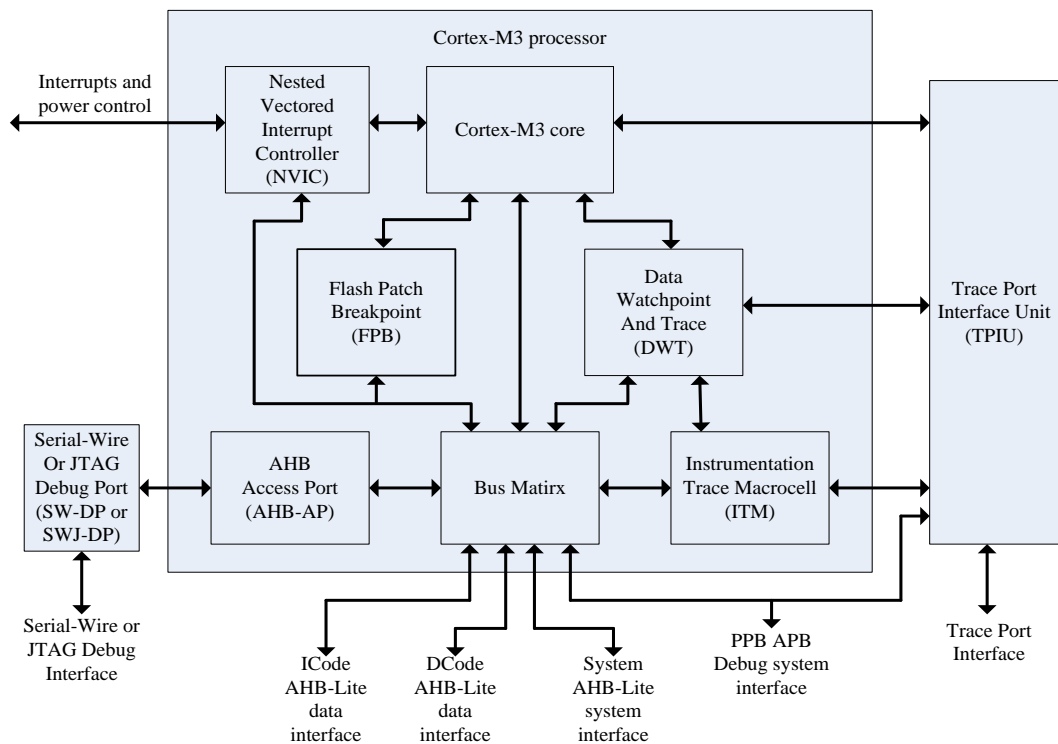 Cortex-M3 processor
Interrupts and
power control
Nested
Vectored
Interrupt
Controller
(NVIC)
Cortex-M3 core
Flash Patch
Breakpoint
(FPB)
Data
Watchpoint
And Trace
(DWT)
Trace Port
Interface Unit
(TPIU)
Serial-Wire
Or JTAG
Debug Port
(SW-DP or
SWJ-DP)
AHB
Access Port
(AHB-AP)
Bus Matirx
Instrumentation
Trace Macrocell
(ITM)
Serial-Wire or
JTAG Debug
Interface
ICode
AHB-Lite
data
interface
DCode
AHB-Lite
data
interface
System
AHB-Lite
system
interface
PPB APB
Debug system
interface
Trace Port
Interface